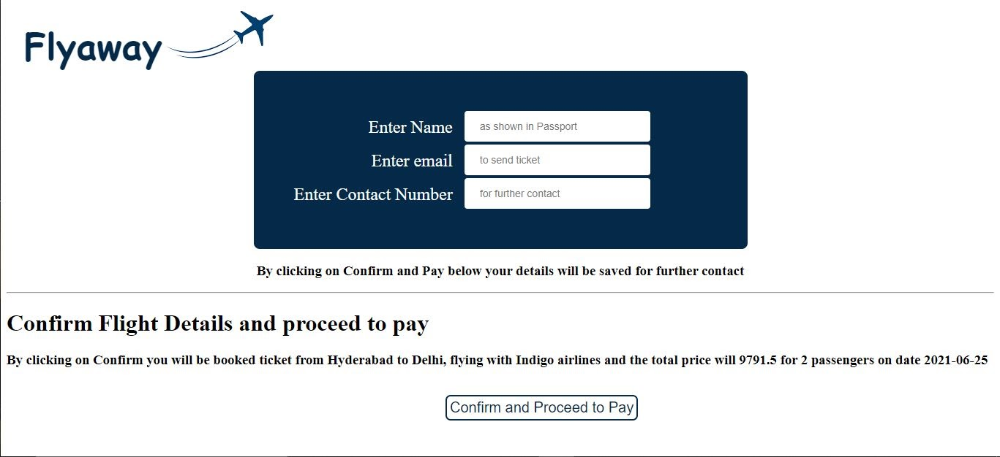 Flyaway
Enter Name as shown in Passport
Enter email to send ticket
Enter Contact Number for further contact
By clicking on Confirm and Pay below your details will be saved for further contact
Confirm Flight Details and proceed to pay
By clicking on Confirm you will be booked ticket from Hyderabad to Delhi, flying with Indigo airlines and the total price will 9791.5 for 2 passengers on date 2021-06-25
Confirm and Proceed to Pay